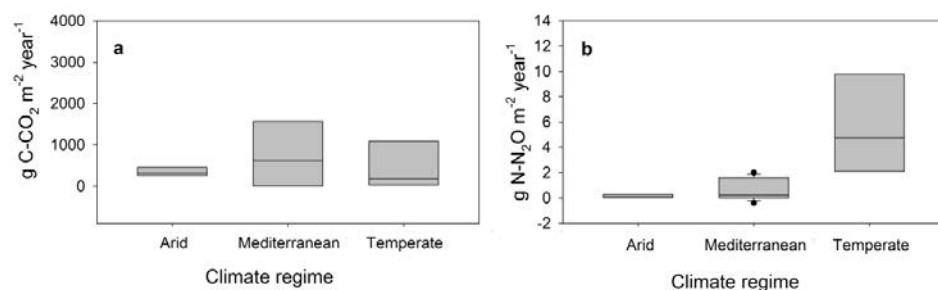 a
g C-CO₂ m⁻² year⁻¹
4000
3000
2000
1000
0
Arid Mediterranean Temperate
Climate regime
b
g N-N₂O m⁻² year⁻¹
14
12
10
8
6
4
2
0
-2
Arid Mediterranean Temperate
Climate regime